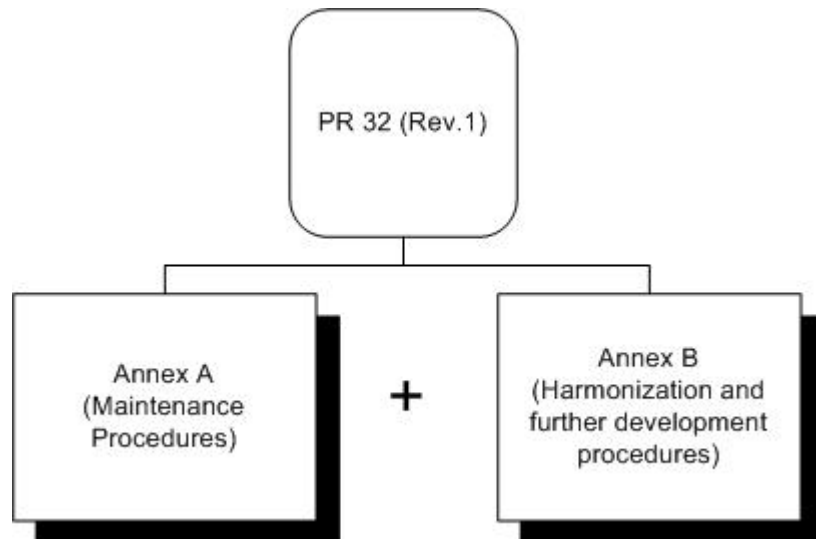 PR 32 (Rev.1)
Annex A
(Maintenance
Procedures)
+
Annex B
(Harmonization and
further development
procedures)